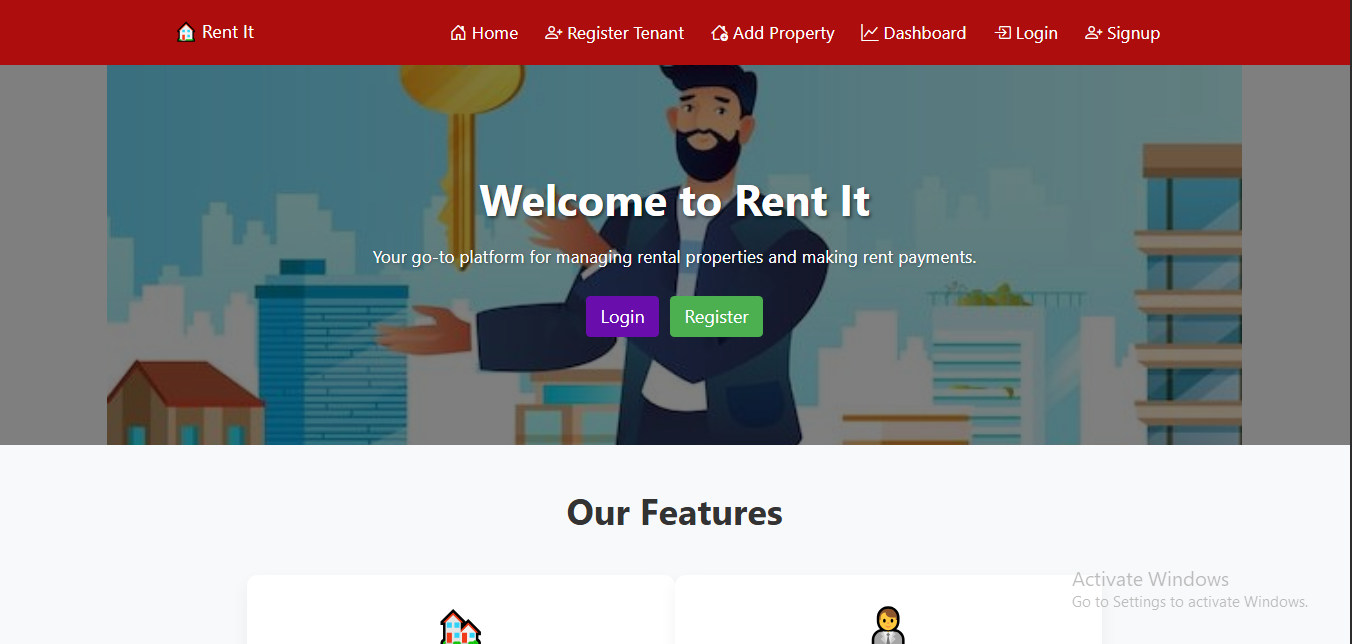 Rent It
Home Register Tenant Add Property Dashboard Login Signup
Welcome to Rent It
Your go-to platform for managing rental properties and making rent payments.
Login Register
Our Features
Activate Windows
Go to Settings to activate Windows.